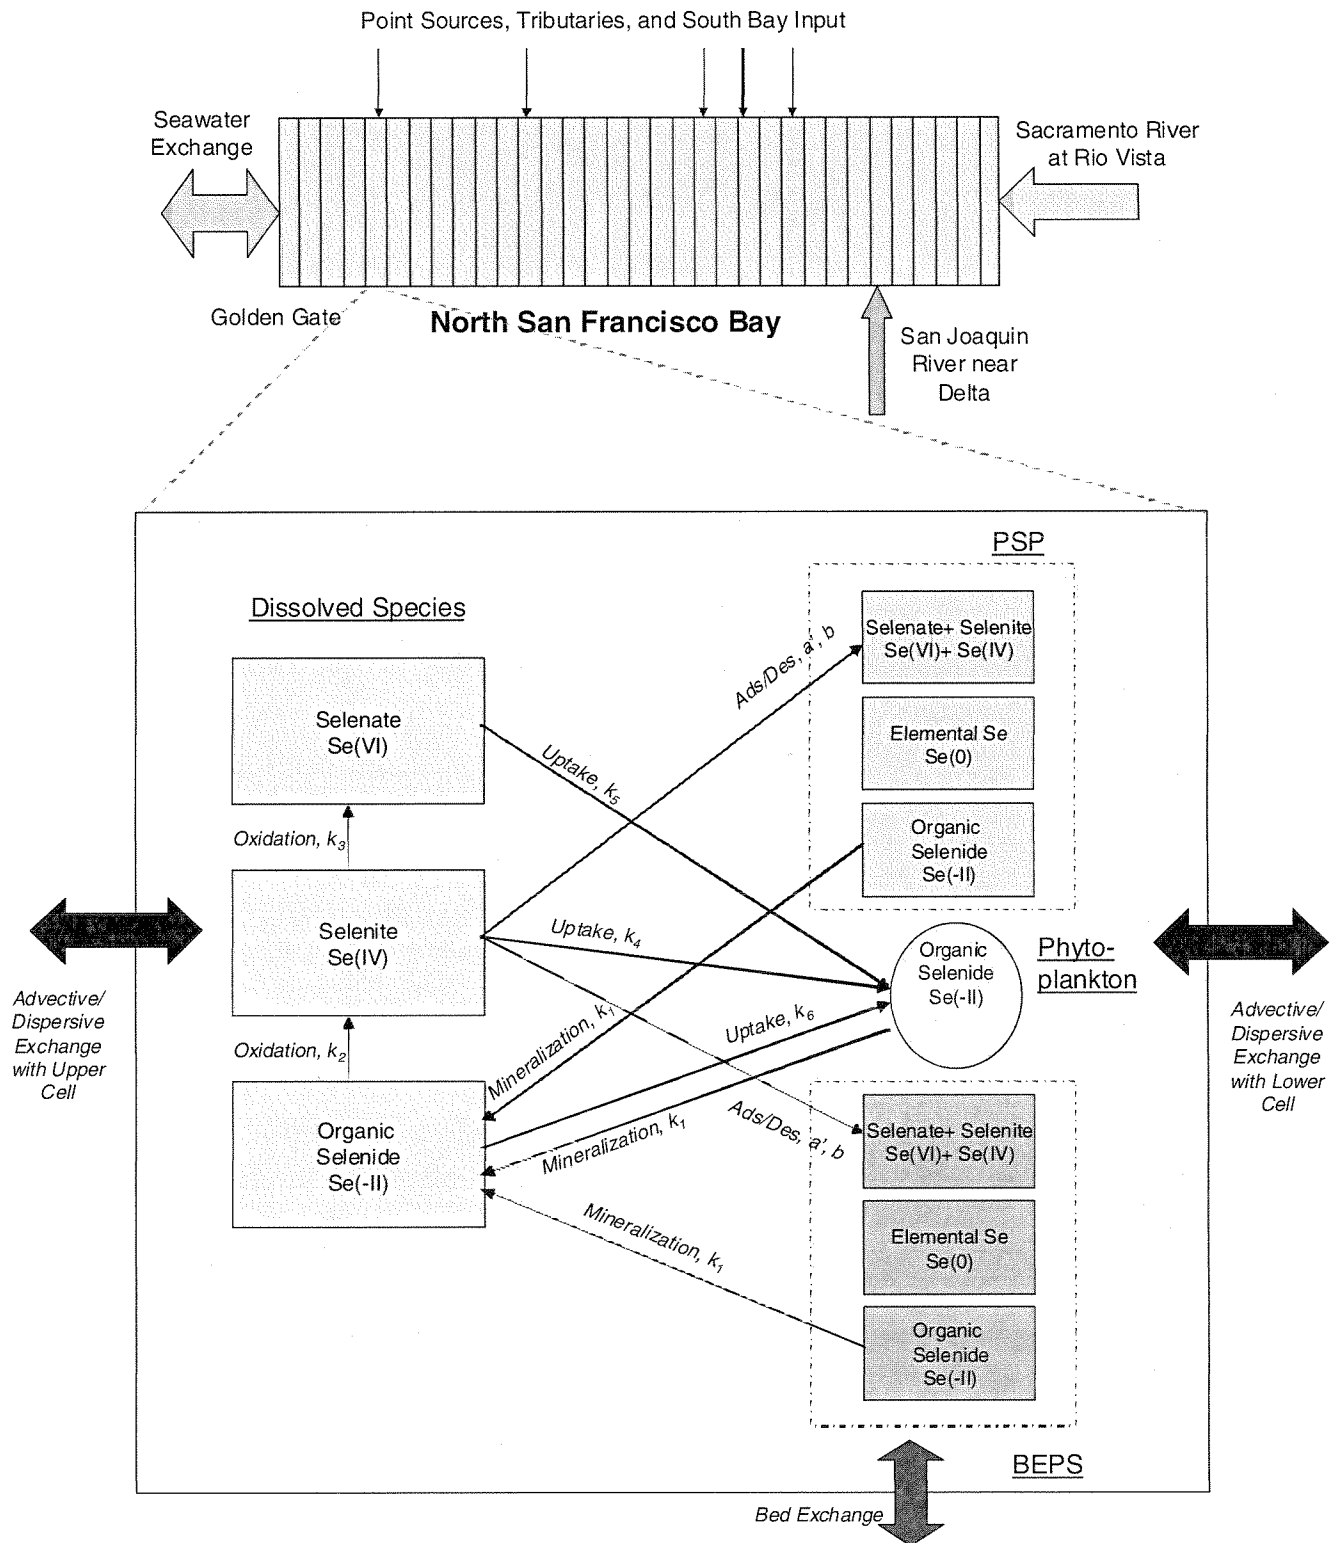 Point Sources, Tributaries, and South Bay Input
Seawater
Exchange
Sacramento River
at Rio Vista
Golden Gate
North San Francisco Bay
San Joaquin
River near
Delta
PSP
Dissolved Species
Selenate+ Selenite
Se(VI)+ Se(IV)
Ads/Des, a', b
Selenate
Se(VI)
Elemental Se
Se(0)
Uptake, k5
Oxidation, k3
Organic
Selenide
Se(-II)
Selenite
Se(IV)
Uptake, k4
Organic
Selenide
Se(-II)
Phyto-
plankton
Advective/
Dispersive
Exchange
with Upper
Cell
Advective/
Dispersive
Exchange
with Lower
Cell
Oxidation, k2
Mineralization, k1
Uptake, k6
Organic
Selenide
Se(-II)
Mineralization, k1
Ads/Des, a', b
Selenate+ Selenite
Se(VI)+ Se(IV)
Mineralization, k1
Elemental Se
Se(0)
Organic
Selenide
Se(-II)
BEPS
Bed Exchange